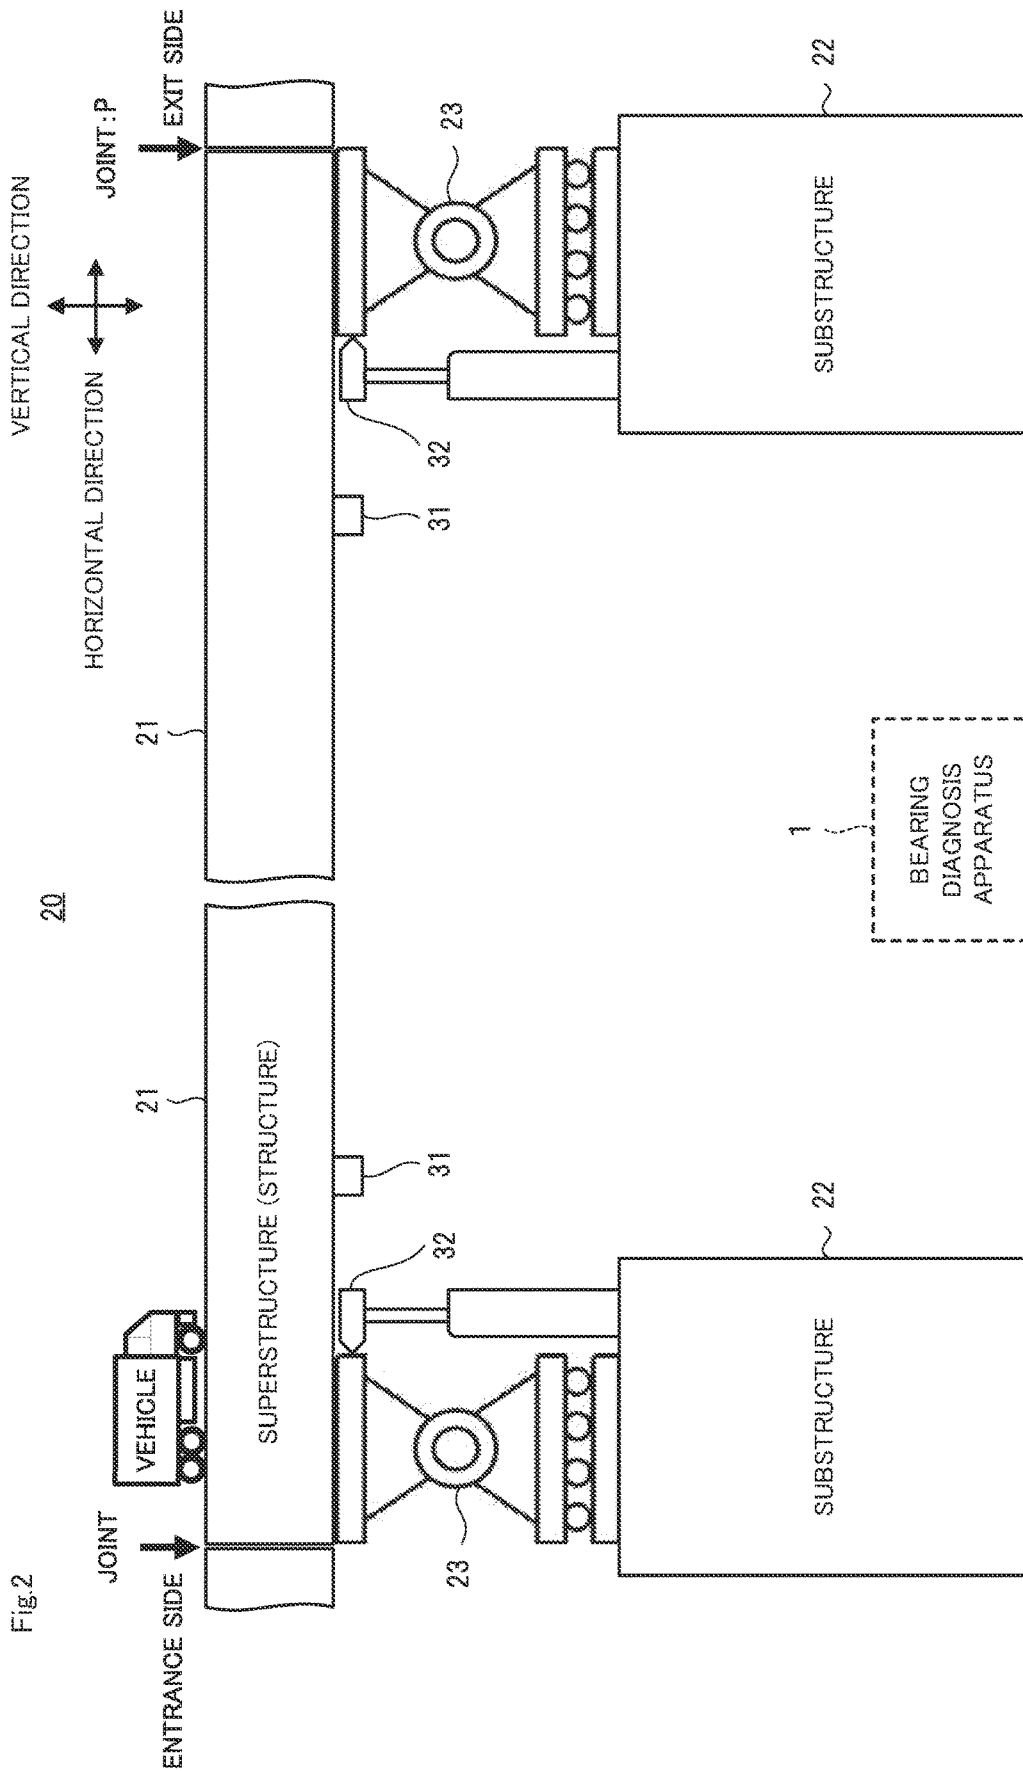 Fig.2
20
VERTICAL DIRECTION
HORIZONTAL DIRECTION
JOINT
JOINT:P
ENTRANCE SIDE
EXIT SIDE
VEHICLE
21
21
SUPERSTRUCTURE (STRUCTURE)
23
32
31
31
32
23
22
22
SUBSTRUCTURE
SUBSTRUCTURE
1
BEARING
DIAGNOSIS
APPARATUS